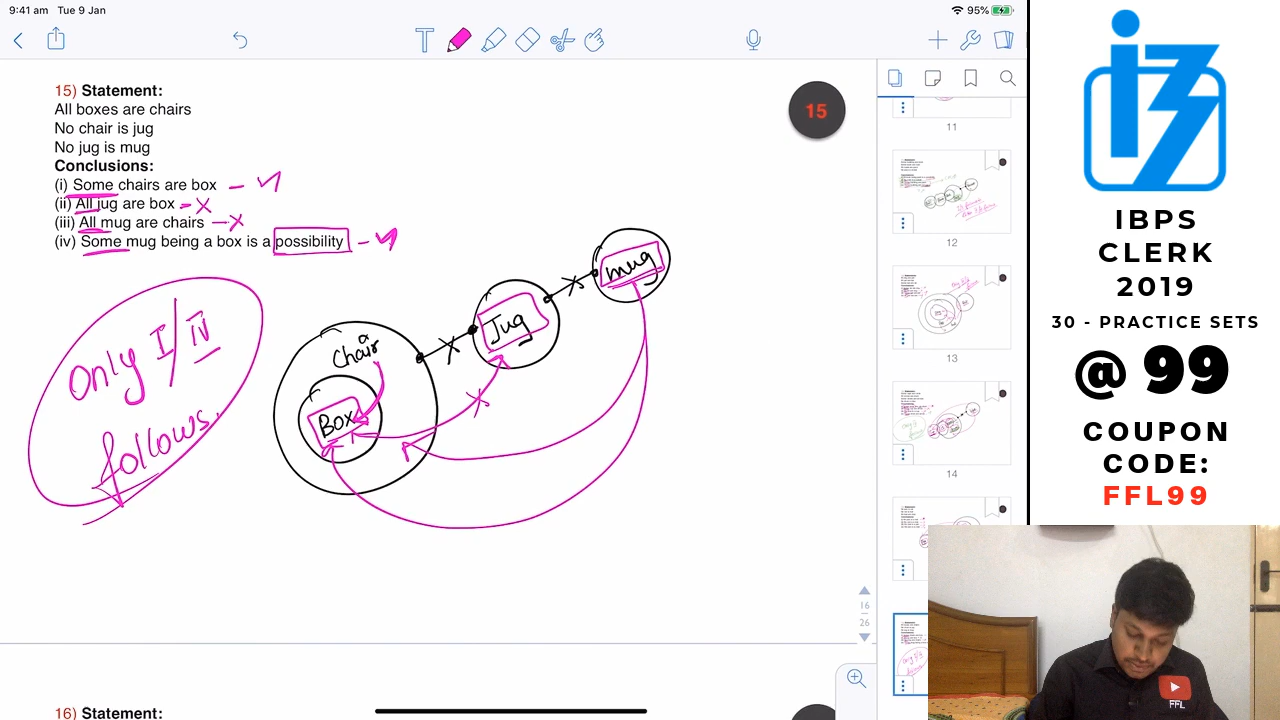 9:41 am Tue 9 Jan
95%
T
15) Statement:
All boxes are chairs
No chair is jug
No jug is mug
Conclusions:
(i) Some chairs are box
(ii) All jug are box
(iii) All mug are chairs
(iv) Some mug being a box is a possibility
15
mug
Jug
Chair
Box
Only I/IV
follows
11
12
13
14
16
26
16) Statement:
IBPS
CLERK
2019
30 - PRACTICE SETS
@ 99
COUPON
CODE:
FFL99
FFL